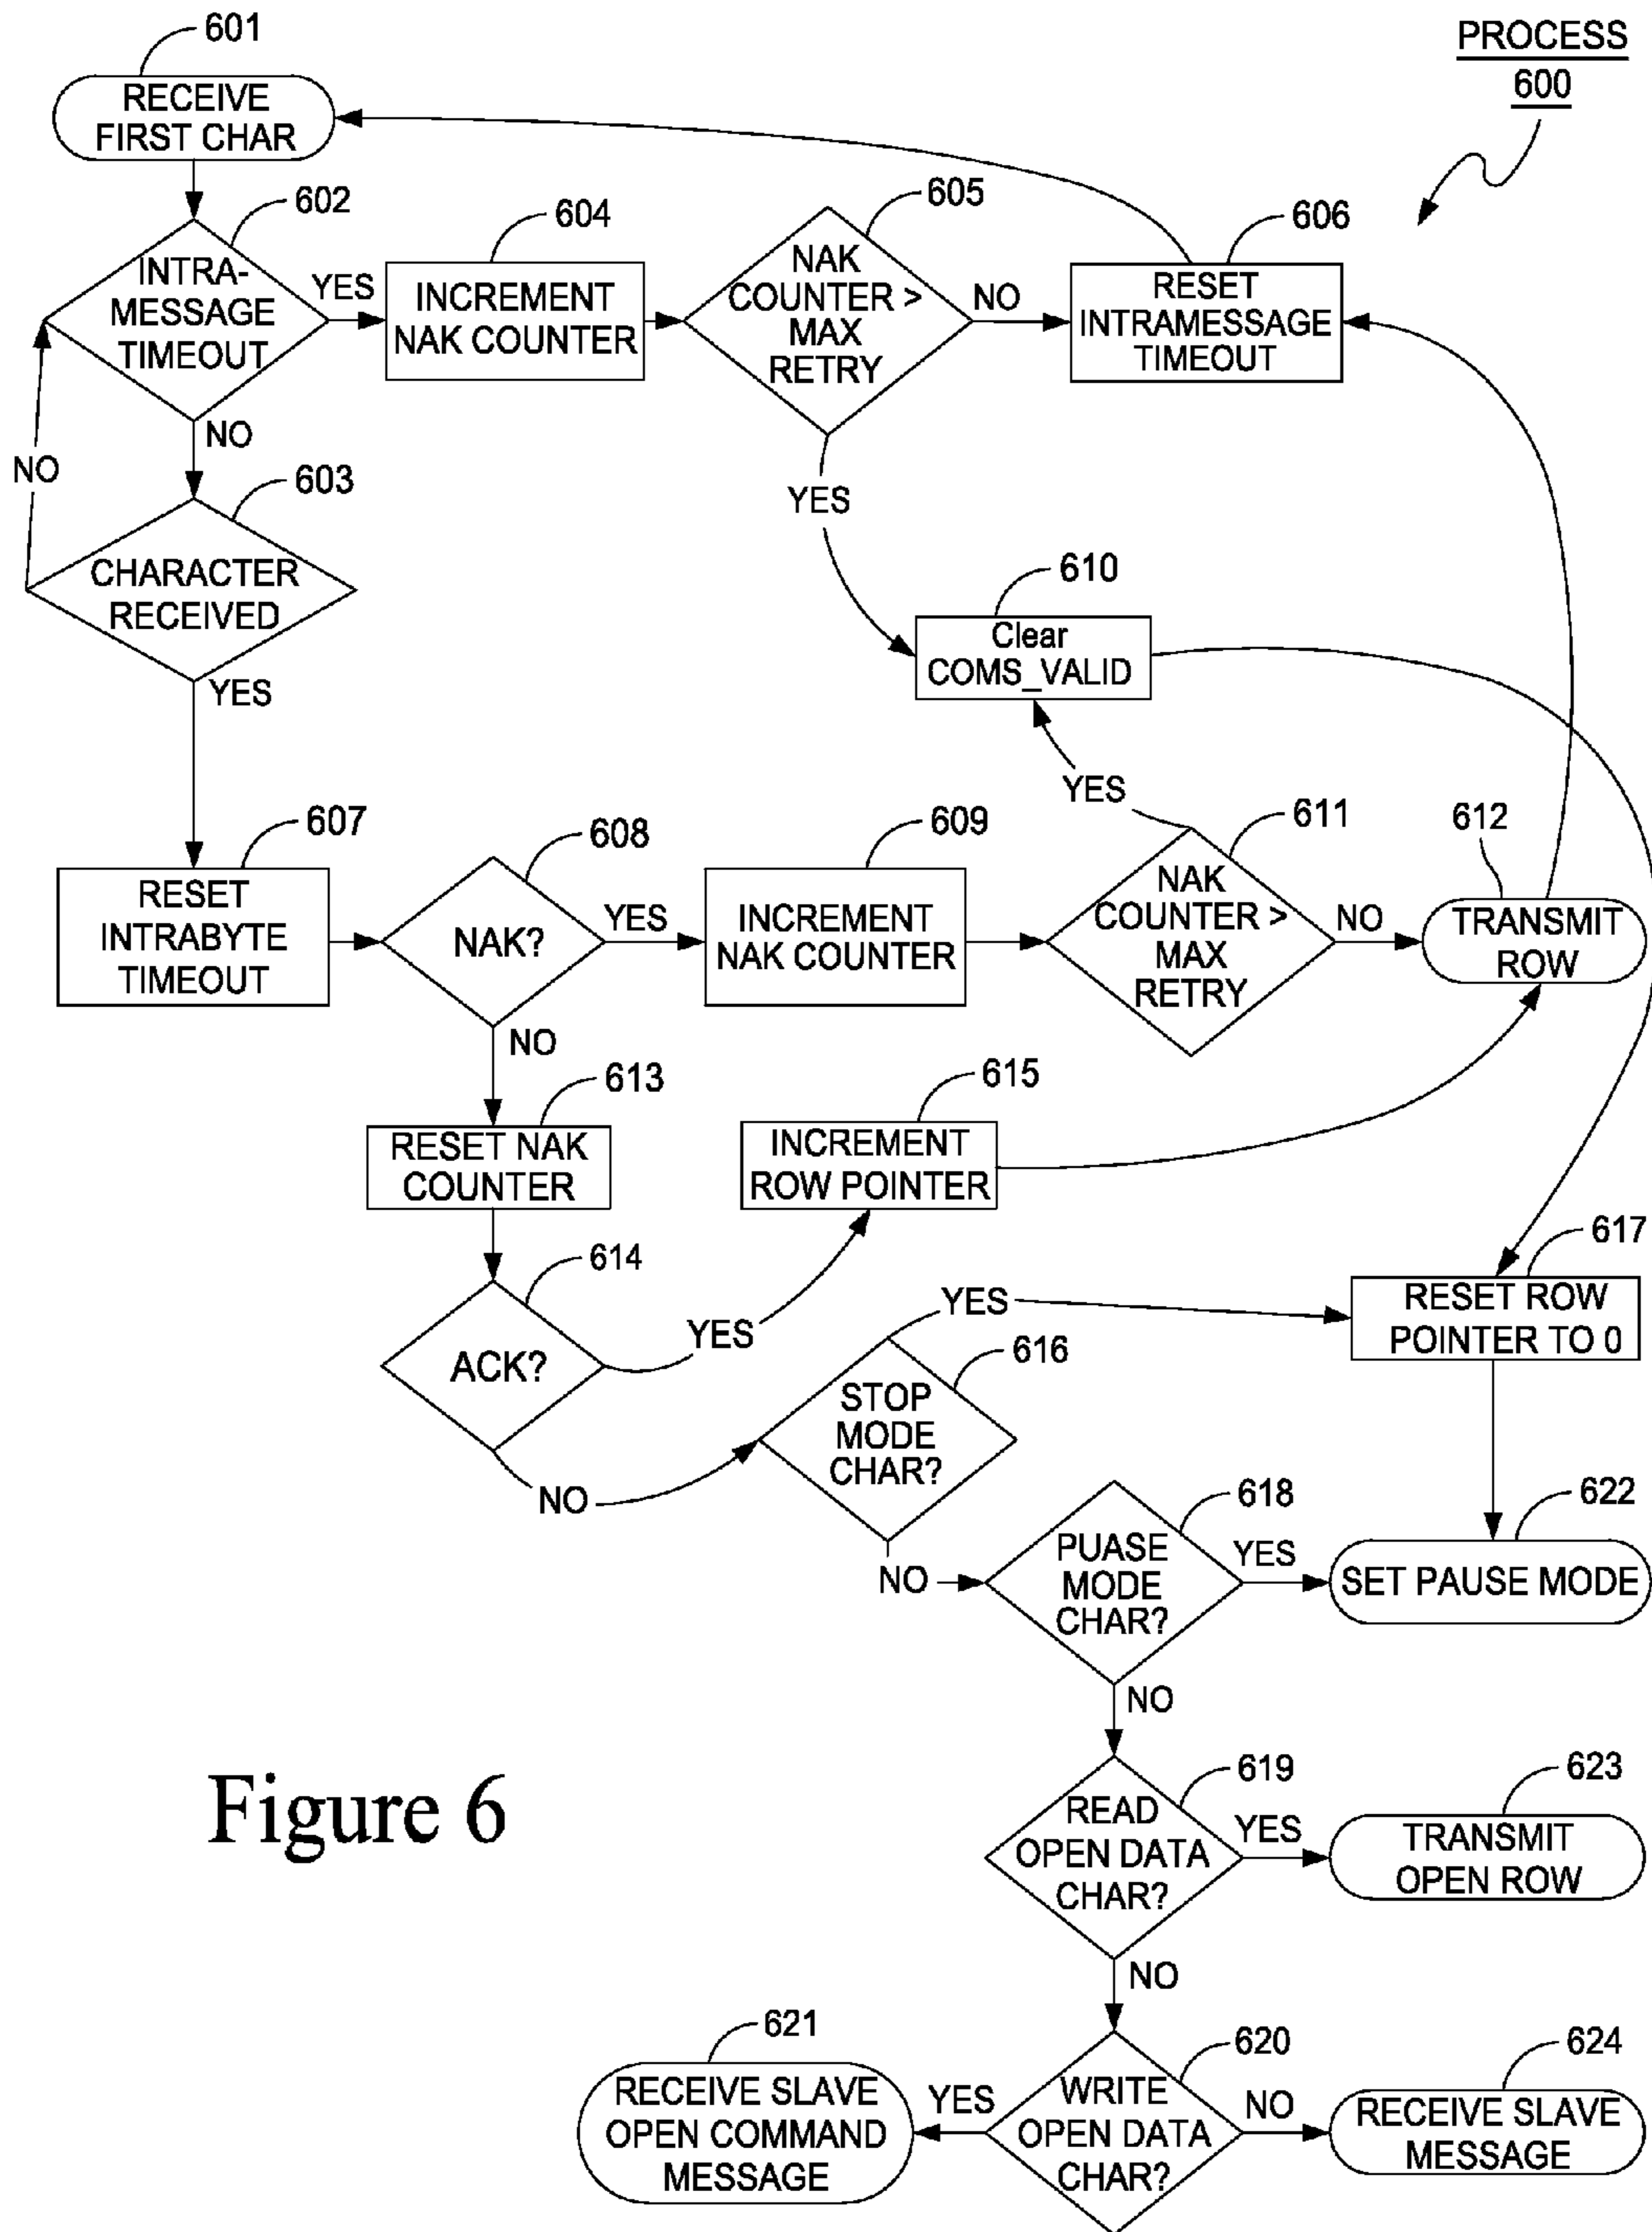 601
PROCESS
600
RECEIVE
FIRST CHAR
602
604
605
606
INTRA-
MESSAGE
TIMEOUT
YES
INCREMENT
NAK COUNTER
NAK
COUNTER >
MAX
RETRY
NO
RESET
INTRAMESSAGE
TIMEOUT
NO
NO
603
YES
CHARACTER
RECEIVED
610
Clear
COMS_VALID
YES
YES
607
608
609
611
612
RESET
INTRABYTE
TIMEOUT
NAK?
YES
INCREMENT
NAK COUNTER
NAK
COUNTER >
MAX
RETRY
NO
TRANSMIT
ROW
NO
613
615
RESET NAK
COUNTER
INCREMENT
ROW POINTER
614
617
ACK?
YES
YES
RESET ROW
POINTER TO 0
616
STOP
MODE
CHAR?
NO
618
622
NO
PUASE
MODE
CHAR?
YES
SET PAUSE MODE
NO
619
623
READ
OPEN DATA
CHAR?
YES
TRANSMIT
OPEN ROW
Figure 6
NO
621
620
624
RECEIVE SLAVE
OPEN COMMAND
MESSAGE
YES
WRITE
OPEN DATA
CHAR?
NO
RECEIVE SLAVE
MESSAGE